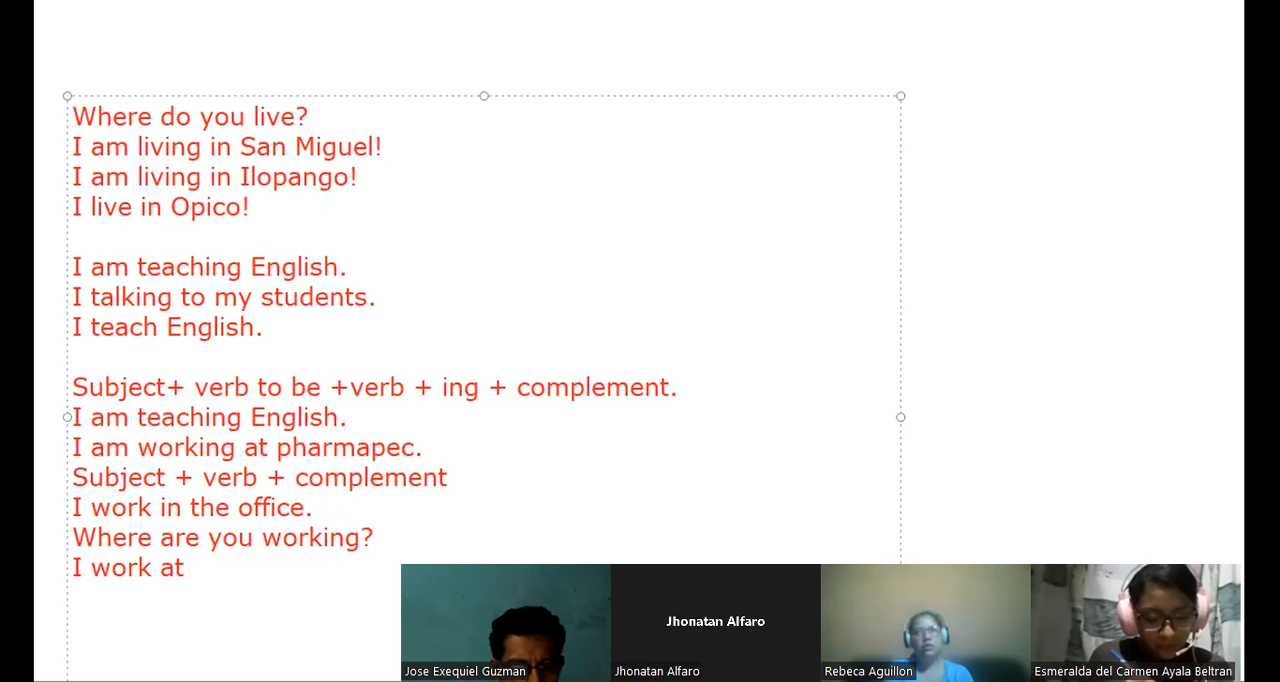 Where do you live?
I am living in San Miguel!
I am living in Ilopango!
I live in Opico!
I am teaching English.
I talking to my students.
I teach English.
Subject+ verb to be +verb + ing + complement.
I am teaching English.
I am working at pharmapec.
Subject + verb + complement
I work in the office.
Where are you working?
I work at
Jhonatan Alfaro
Jose Exequiel Guzman
Jhonatan Alfaro
Rebeca Aguillon
Esmeralda del Carmen Ayala Beltran